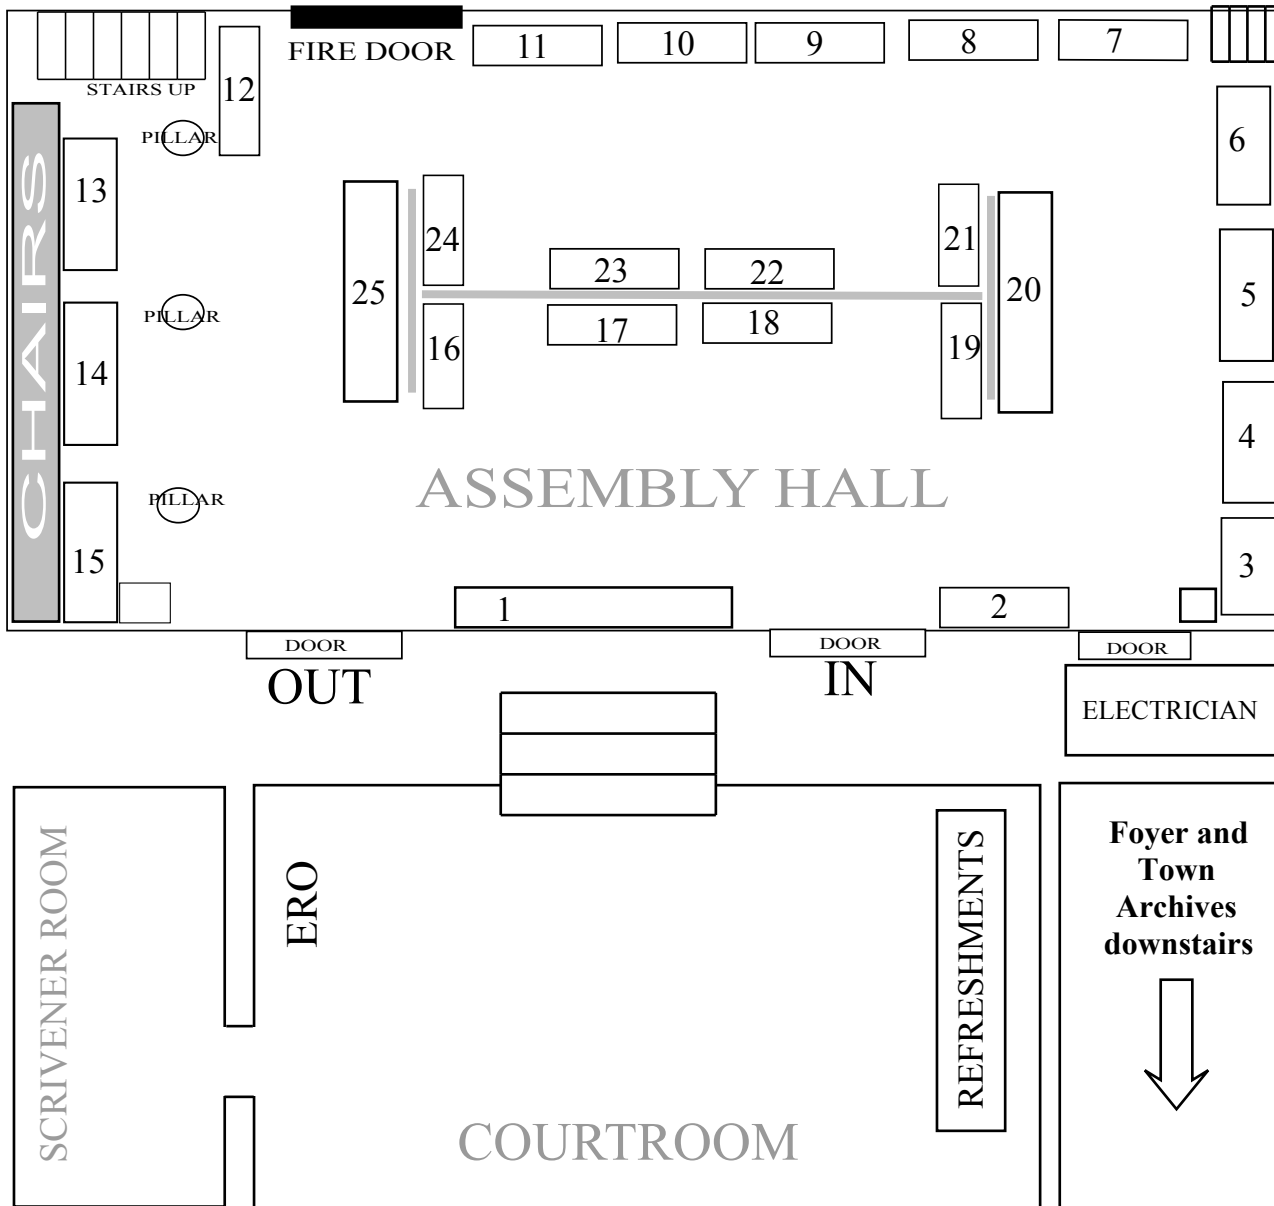 FIRE DOOR
11
10
9
8
7
STAIRS UP
12
PILLAR
6
CHAIRS
13
24
21
23
22
25
20
5
PILLAR
17
18
16
19
14
4
ASSEMBLY HALL
PILLAR
15
3
1
2
DOOR
DOOR
DOOR
OUT
IN
ELECTRICIAN
SCRIVENER ROOM
ERO
REFRESHMENTS
Foyer and
Town
Archives
downstairs
COURTROOM